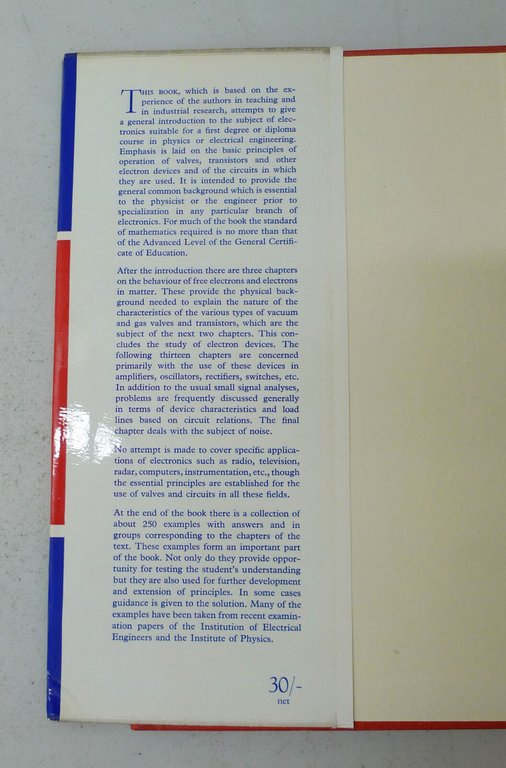 THIS BOOK, which is based on the ex-
perience of the authors in teaching and
in industrial research, attempts to give
a general introduction to the subject of elec-
tronics suitable for a first degree or diploma
course in physics or electrical engineering.
Emphasis is laid on the basic principles of
operation of valves, transistors and other
electron devices and of the circuits in which
they are used. It is intended to provide the
general common background which is essential
to the physicist or the engineer prior to
specialization in any particular branch of
electronics. For much of the book the standard
of mathematics required is no more than that
of the Advanced Level of the General Certifi-
cate of Education.
After the introduction there are three chapters
on the behaviour of free electrons and electrons
in matter. These provide the physical back-
ground needed to explain the nature of the
characteristics of the various types of vacuum
and gas valves and transistors, which are the
subject of the next two chapters. This con-
cludes the study of electron devices. The
following thirteen chapters are concerned
primarily with the use of these devices in
amplifiers, oscillators, rectifiers, switches, etc.
In addition to the usual small signal analyses,
problems are frequently discussed generally
in terms of device characteristics and load
lines based on circuit relations. The final
chapter deals with the subject of noise.
No attempt is made to cover specific applica-
tions of electronics such as radio, television,
radar, computers, instrumentation, etc., though
the essential principles are established for the
use of valves and circuits in all these fields.
At the end of the book there is a collection of
about 250 examples with answers and in
groups corresponding to the chapters of the
text. These examples form an important part
of the book. Not only do they provide oppor-
tunity for testing the student's understanding
but they are also used for further development
and extension of principles. In some cases
guidance is given to the solution. Many of the
examples have been taken from recent examin-
ation papers of the Institution of Electrical
Engineers and the Institute of Physics.
30/-
net